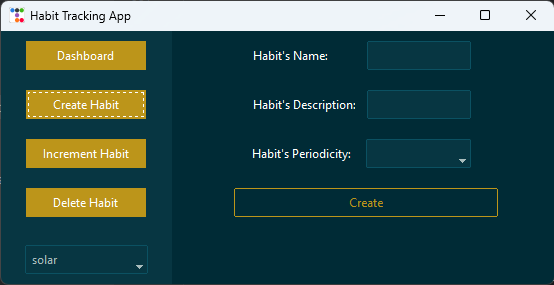 Habit Tracking App
Dashboard
Create Habit
Increment Habit
Delete Habit
solar
Habit's Name:
Habit's Description:
Habit's Periodicity:
Create